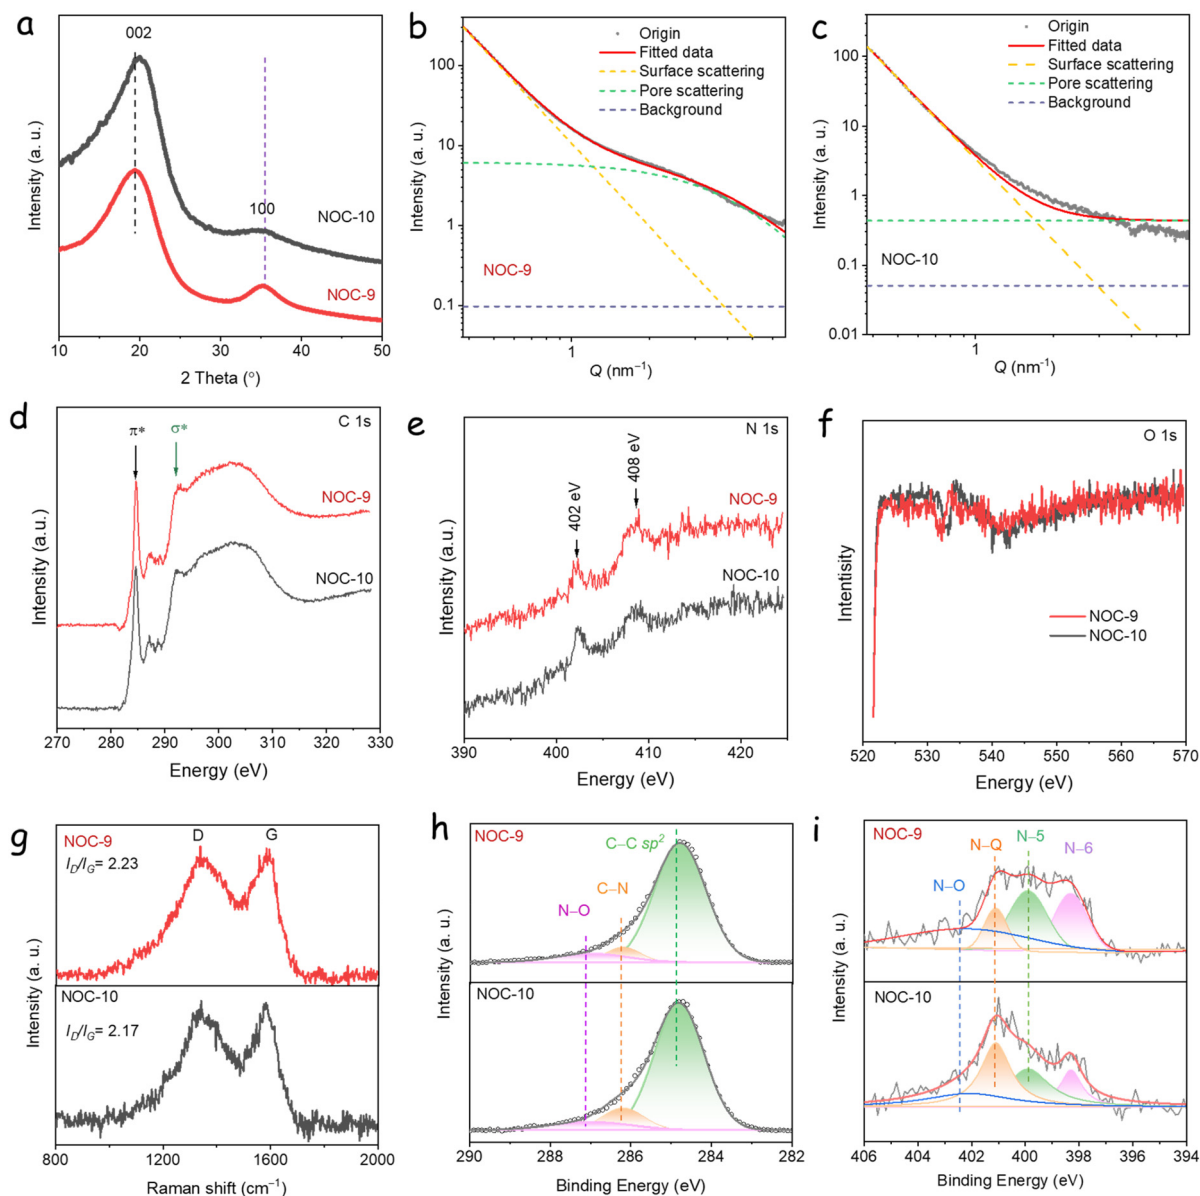 a
002
100
NOC-10
NOC-9
Intensity (a. u.)
10 20 30 40 50
2 Theta (°)
b
Origin
Fitted data
Surface scattering
Pore scattering
Background
NOC-9
Intensity (a. u.)
100
10
1
0.1
1
Q (nm⁻¹)
c
Origin
Fitted data
Surface scattering
Pore scattering
Background
NOC-10
Intensity (a. u.)
100
10
1
0.1
0.01
1
Q (nm⁻¹)
d
C 1s
π*
σ*
NOC-9
NOC-10
Intensity (a.u.)
270 280 290 300 310 320 330
Energy (eV)
e
N 1s
402 eV
408 eV
NOC-9
NOC-10
Intensity (a.u.)
390 400 410 420
Energy (eV)
f
O 1s
NOC-9
NOC-10
Intentisity
520 530 540 550 560 570
Energy (eV)
g
NOC-9
I_D/I_G= 2.23
D
G
NOC-10
I_D/I_G= 2.17
Intensity (a. u.)
800 1200 1600 2000
Raman shift (cm⁻¹)
h
NOC-9
C–C sp²
C–N
N–O
NOC-10
Intensity (a. u.)
290 288 286 284 282
Binding Energy (eV)
i
NOC-9
N–Q
N–5
N–6
N–O
NOC-10
Intensity (a. u.)
406 404 402 400 398 396 394
Binding Energy (eV)